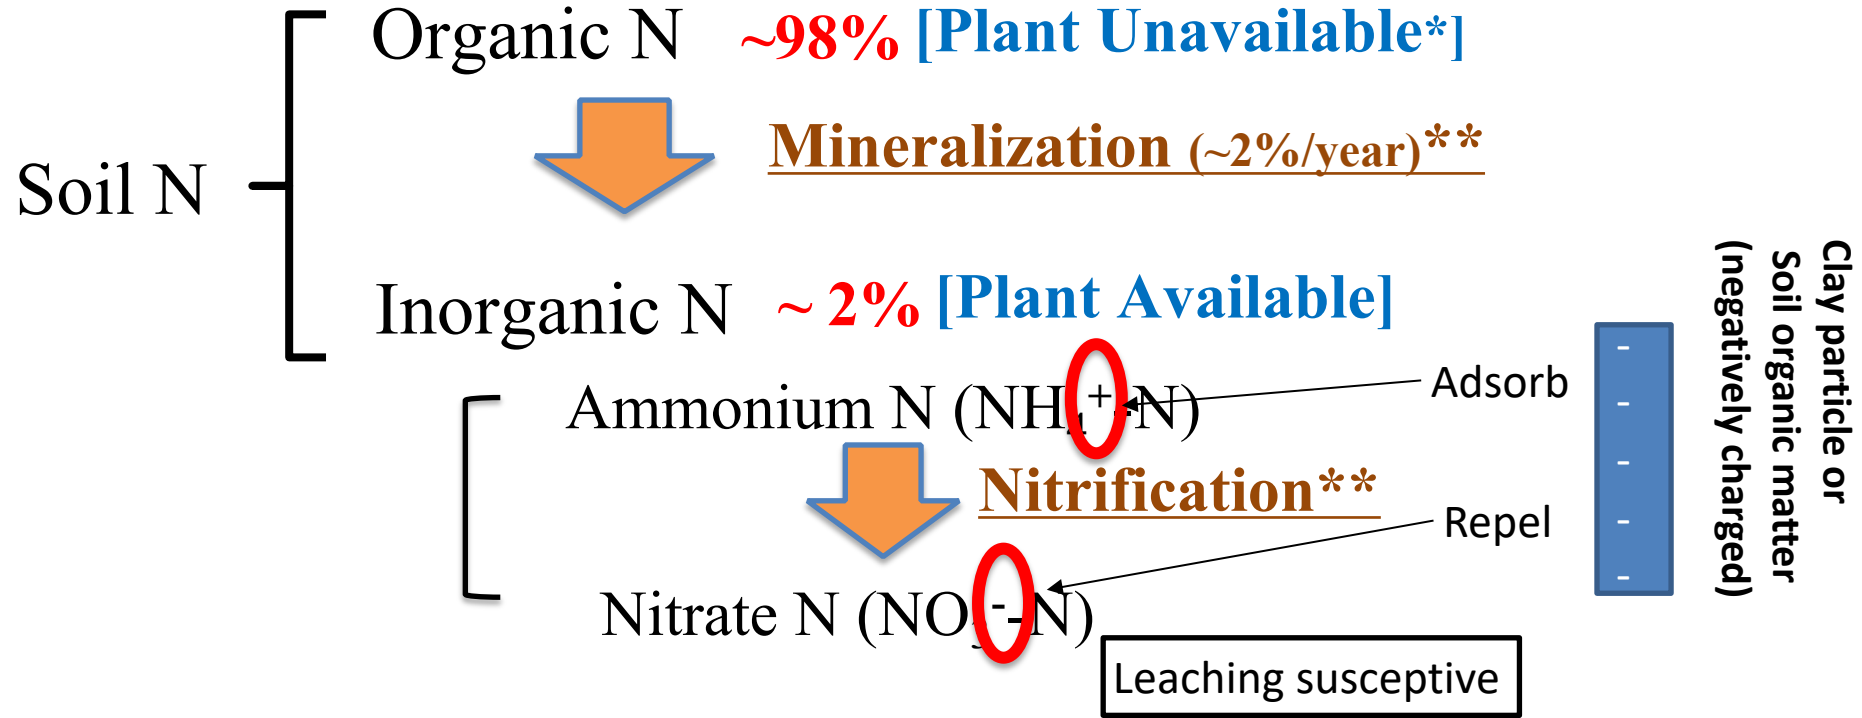 Organic N ~98% [Plant Unavailable*]
Mineralization (~2%/year)**
Soil N
Inorganic N ~ 2% [Plant Available]
Ammonium N (NH₄⁺-N)
Adsorb
Nitrification**
Repel
Nitrate N (NO₃⁻-N)
Leaching susceptive
Clay particle or
Soil organic matter
(negatively charged)
-
-
-
-
-